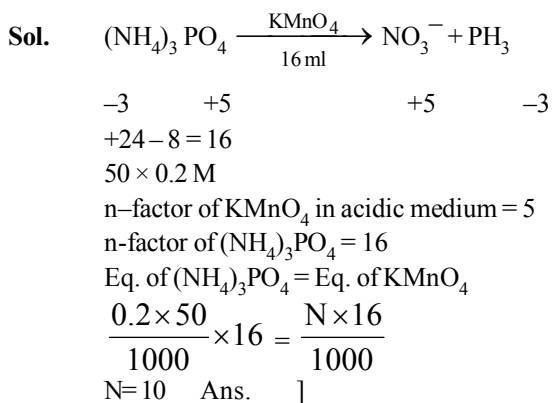 Sol. (NH₄)₃ PO₄ —KMnO₄ / 16 ml→ NO₃⁻ + PH₃
–3 +5 +5 –3
+24 – 8 = 16
50 × 0.2 M
n–factor of KMnO₄ in acidic medium = 5
n-factor of (NH₄)₃PO₄ = 16
Eq. of (NH₄)₃PO₄ = Eq. of KMnO₄
0.2 × 50 / 1000 × 16 = N × 16 / 1000
N= 10 Ans. ]